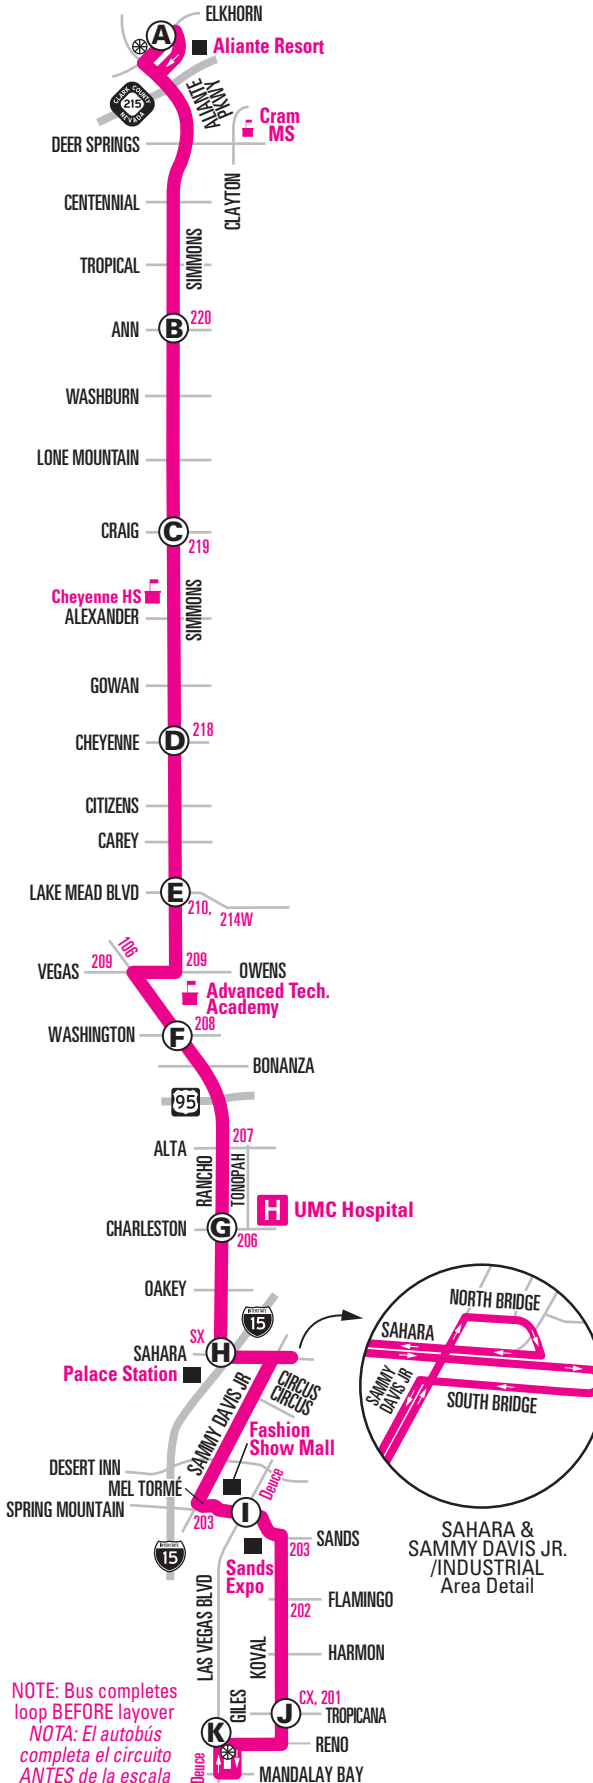 ELKHORN
A
Aliante Resort
CLARK COUNTY
215
NEVADA
ALIANTE
PKWY
Cram
MS
DEER SPRINGS
CLAYTON
CENTENNIAL
SIMMONS
TROPICAL
220
ANN
B
WASHBURN
LONE MOUNTAIN
CRAIG
C
219
Cheyenne HS
SIMMONS
ALEXANDER
GOWAN
218
CHEYENNE
D
CITIZENS
CAREY
LAKE MEAD BLVD
E
210,
214W
106
209
209
VEGAS
OWENS
Advanced Tech.
Academy
208
WASHINGTON
F
BONANZA
95
207
ALTA
RANCHO
TONOPAH
H
UMC Hospital
CHARLESTON
G
206
OAKEY
INTERSTATE
15
SX
SAHARA
H
Palace Station
CIRCUS
CIRCUS
SAMMY DAVIS JR
NORTH BRIDGE
SAHARA
SAMMY
DAVIS JR
SOUTH BRIDGE
SAHARA &
SAMMY DAVIS JR.
/INDUSTRIAL
Area Detail
Fashion
Show Mall
DESERT INN
MEL TORMÉ
Deuce
SPRING MOUNTAIN
203
I
INTERSTATE
15
SANDS
203
Sands
Expo
LAS VEGAS BLVD
FLAMINGO
202
KOVAL
HARMON
GILES
CX, 201
J
TROPICANA
K
RENO
Deuce
MANDALAY BAY
NOTE: Bus completes
loop BEFORE layover
NOTA: El autobús
completa el circuito
ANTES de la escala